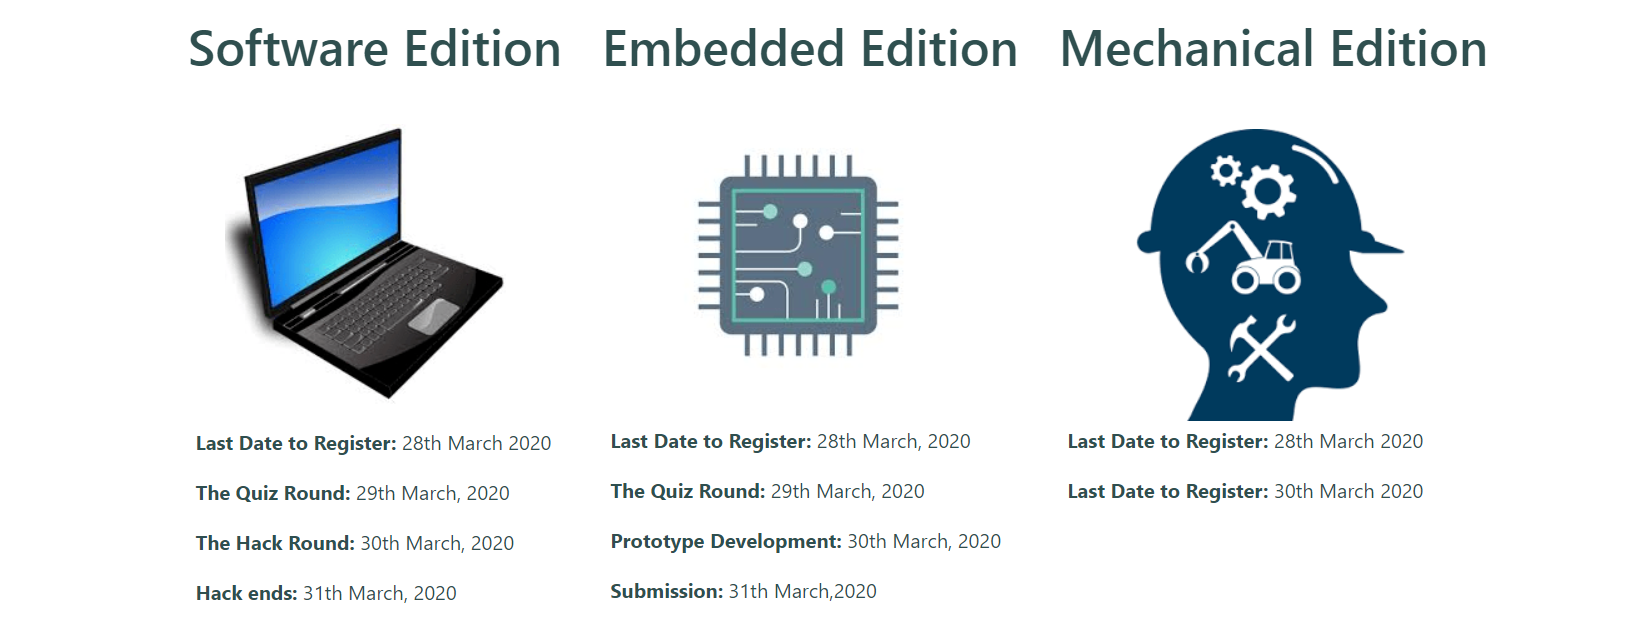 Software Edition
Last Date to Register: 28th March 2020
The Quiz Round: 29th March, 2020
The Hack Round: 30th March, 2020
Hack ends: 31th March, 2020
Embedded Edition
Last Date to Register: 28th March, 2020
The Quiz Round: 29th March, 2020
Prototype Development: 30th March, 2020
Submission: 31th March,2020
Mechanical Edition
Last Date to Register: 28th March 2020
Last Date to Register: 30th March 2020